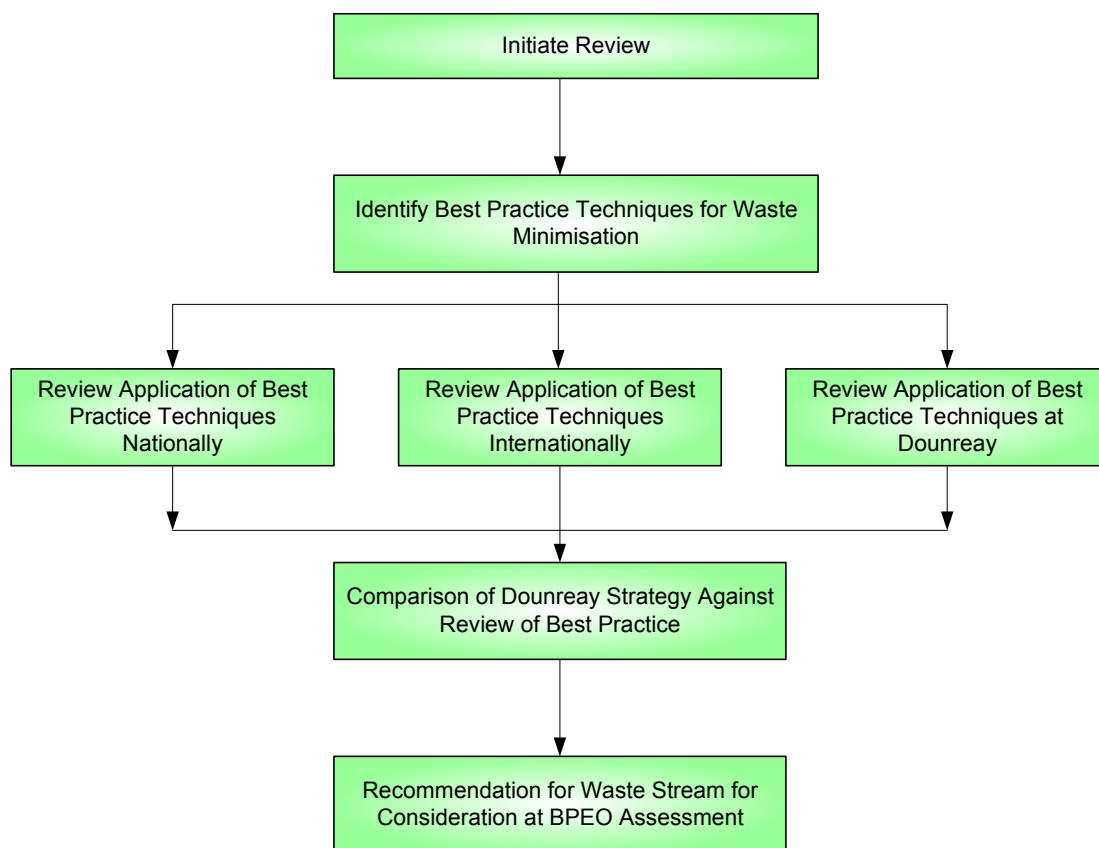 Initiate Review
Identify Best Practice Techniques for Waste
Minimisation
Review Application of Best
Practice Techniques
Nationally
Review Application of Best
Practice Techniques
Internationally
Review Application of Best
Practice Techniques at
Dounreay
Comparison of Dounreay Strategy Against
Review of Best Practice
Recommendation for Waste Stream for
Consideration at BPEO Assessment